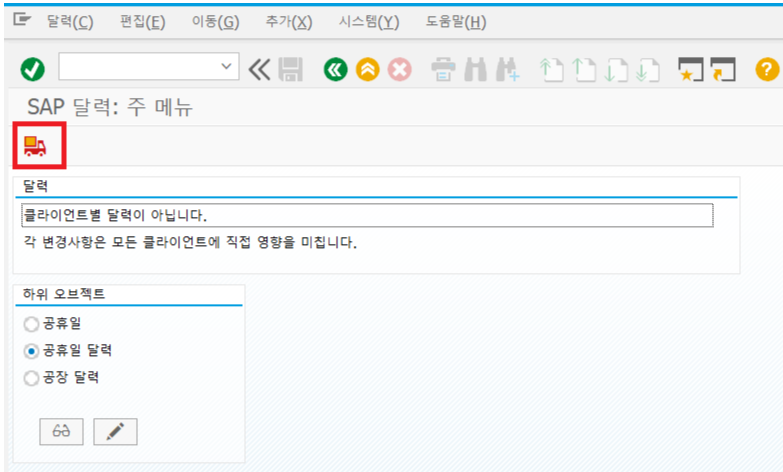 달력(C) 편집(E) 이동(G) 추가(X) 시스템(Y) 도움말(H)
SAP 달력: 주 메뉴
달력
클라이언트별 달력이 아닙니다.
각 변경사항은 모든 클라이언트에 직접 영향을 미칩니다.
하위 오브젝트
공휴일
공휴일 달력
공장 달력